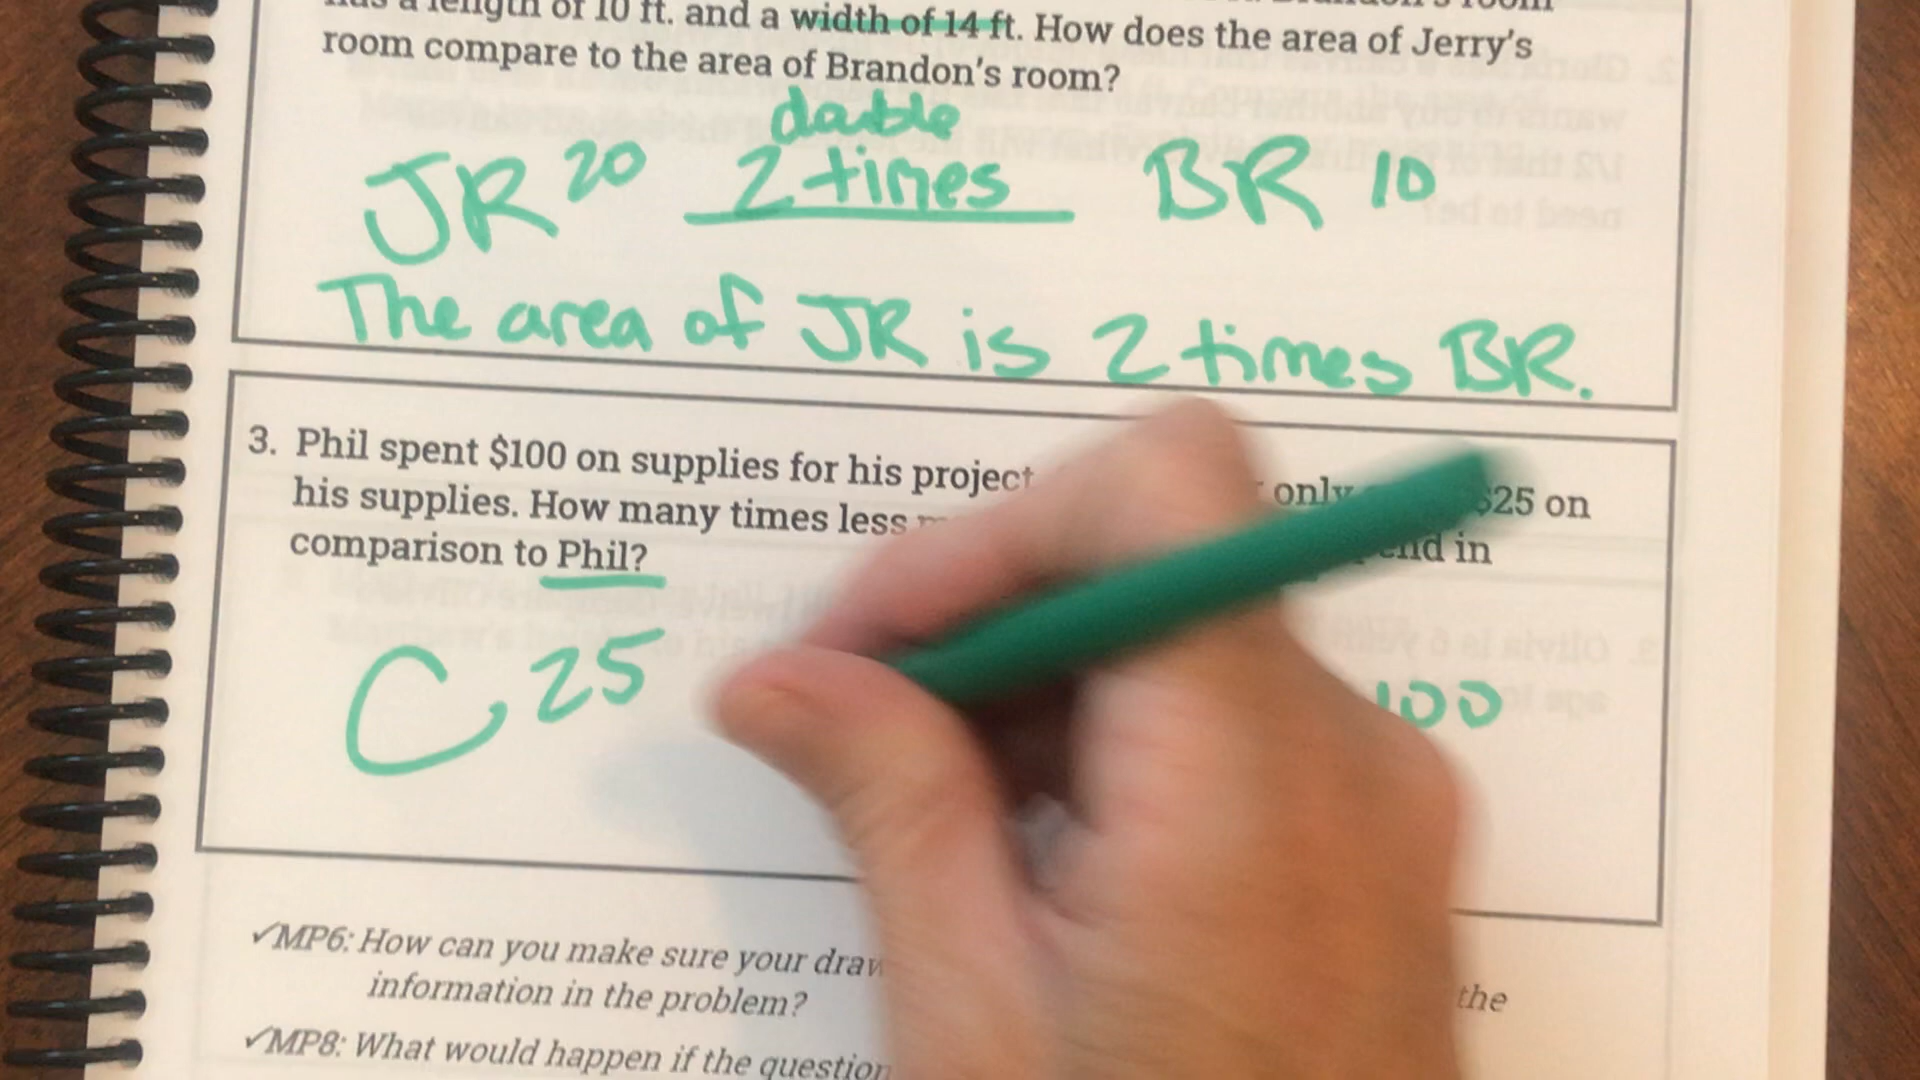 a length of 10 ft. and a width of 14 ft. How does the area of Jerry's
room compare to the area of Brandon's room?
double
JR 20 2 times BR 10
The area of JR is 2 times BR.
3. Phil spent $100 on supplies for his project only $25 on
his supplies. How many times less in
comparison to Phil?
C 25 100
✓MP6: How can you make sure your
information in the problem? the
✓MP8: What would happen if the question